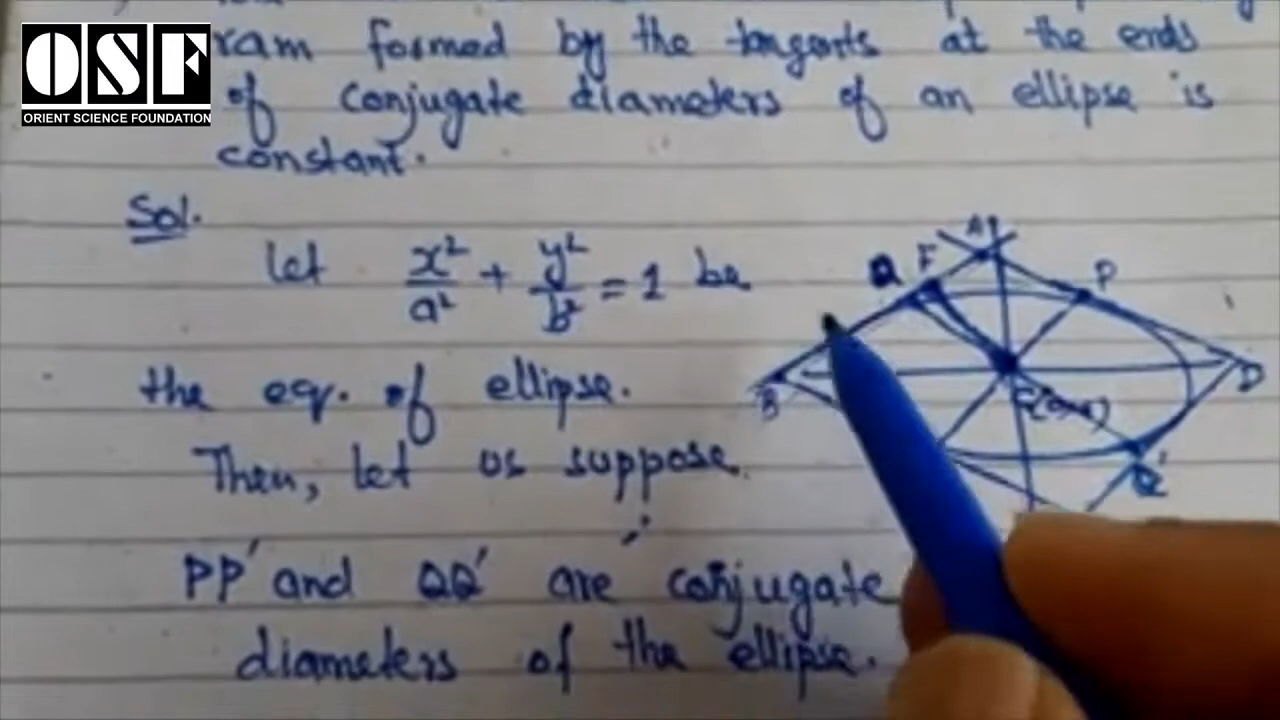 OSF
ORIENT SCIENCE FOUNDATION
ram formed by the tangents at the ends
of conjugate diameters of an ellipse is
constant.
Sol.
Let x²/a² + y²/b² = 1 be
the eq. of ellipse.
Then, let us suppose
PP' and QQ' are conjugate
diameters of the ellipse.
A
F
Q
P
B
D
Q'